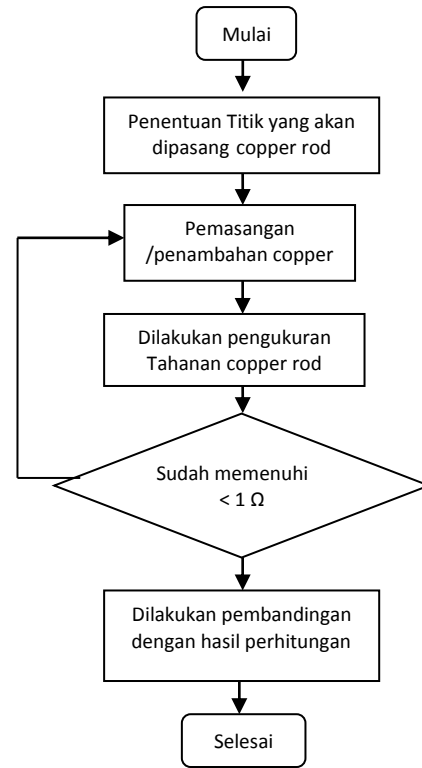 Mulai
Penentuan Titik yang akan
dipasang copper rod
Pemasangan
/penambahan copper
Dilakukan pengukuran
Tahanan copper rod
Sudah memenuhi
< 1 Ω
Dilakukan pembandingan
dengan hasil perhitungan
Selesai